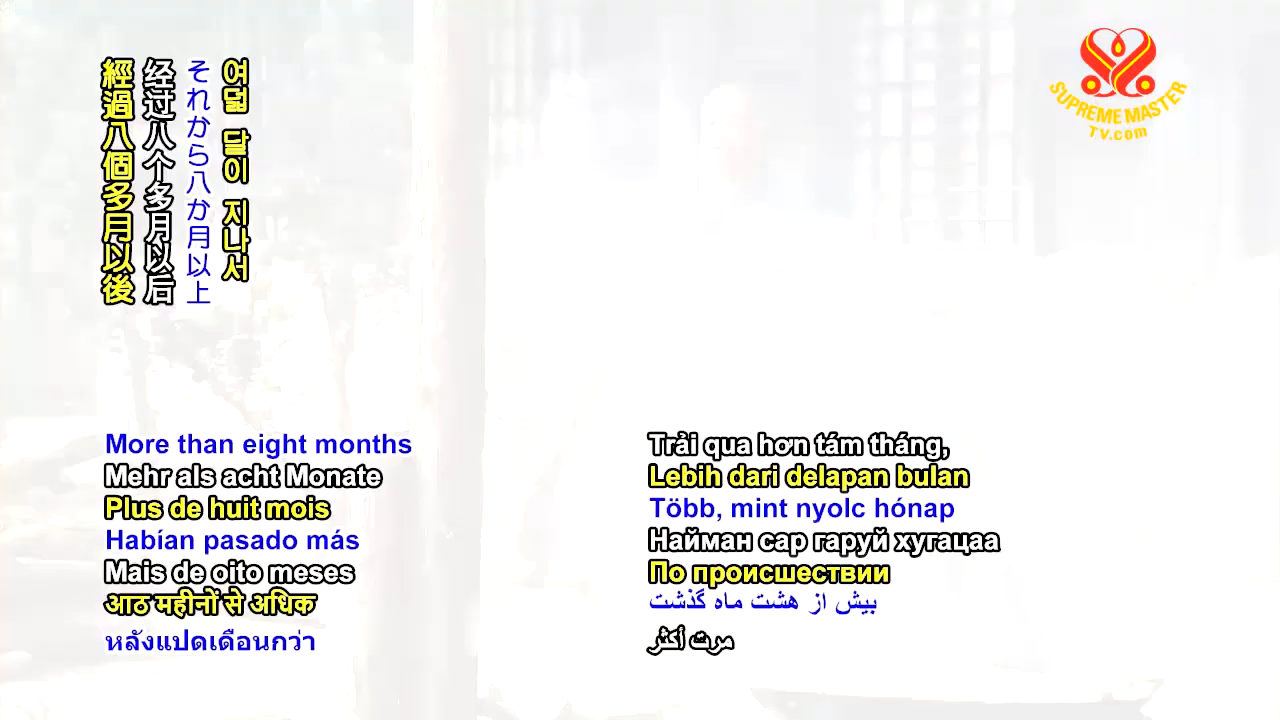 經過八個多月以後
经过八个多月以后
それから八か月以上
여덟 달이 지나서
SUPREME MASTER
TV.com
More than eight months
Mehr als acht Monate
Plus de huit mois
Habían pasado más
Mais de oito meses
आठ महीनों से अधिक
หลังแปดเดือนกว่า
Trải qua hơn tám tháng,
Lebih dari delapan bulan
Több, mint nyolc hónap
Найман сар гаруй хугацаа
По происшествии
بیش از هشت ماه گذشت
مرت أكثر